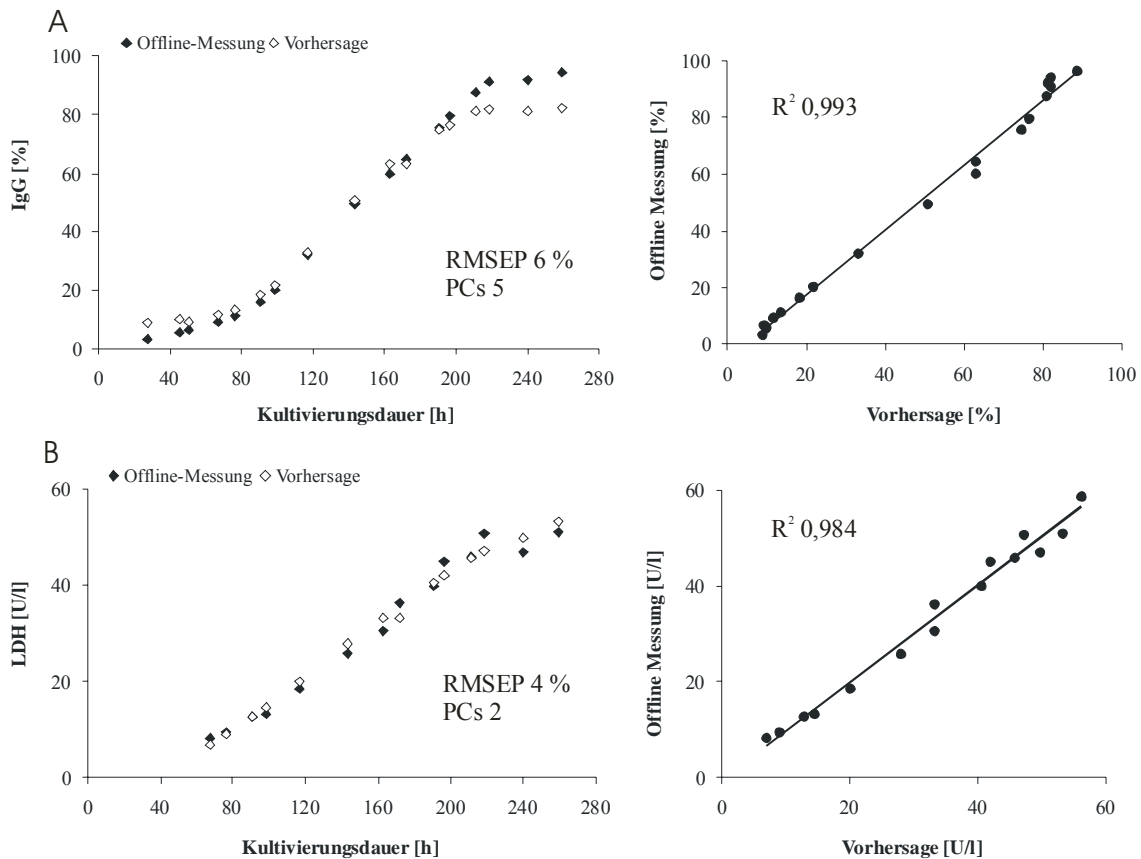 A
Offline-Messung Vorhersage
100
80
60
40
20
0
IgG [%]
RMSEP 6 %
PCs 5
0 40 80 120 160 200 240 280
Kultivierungsdauer [h]
100
80
60
40
20
0
Offline Messung [%]
R² 0,993
0 20 40 60 80 100
Vorhersage [%]
B
Offline-Messung Vorhersage
60
40
20
0
LDH [U/l]
RMSEP 4 %
PCs 2
0 40 80 120 160 200 240 280
Kultivierungsdauer [h]
60
40
20
0
Offline Messung [U/l]
R² 0,984
0 20 40 60
Vorhersage [U/l]